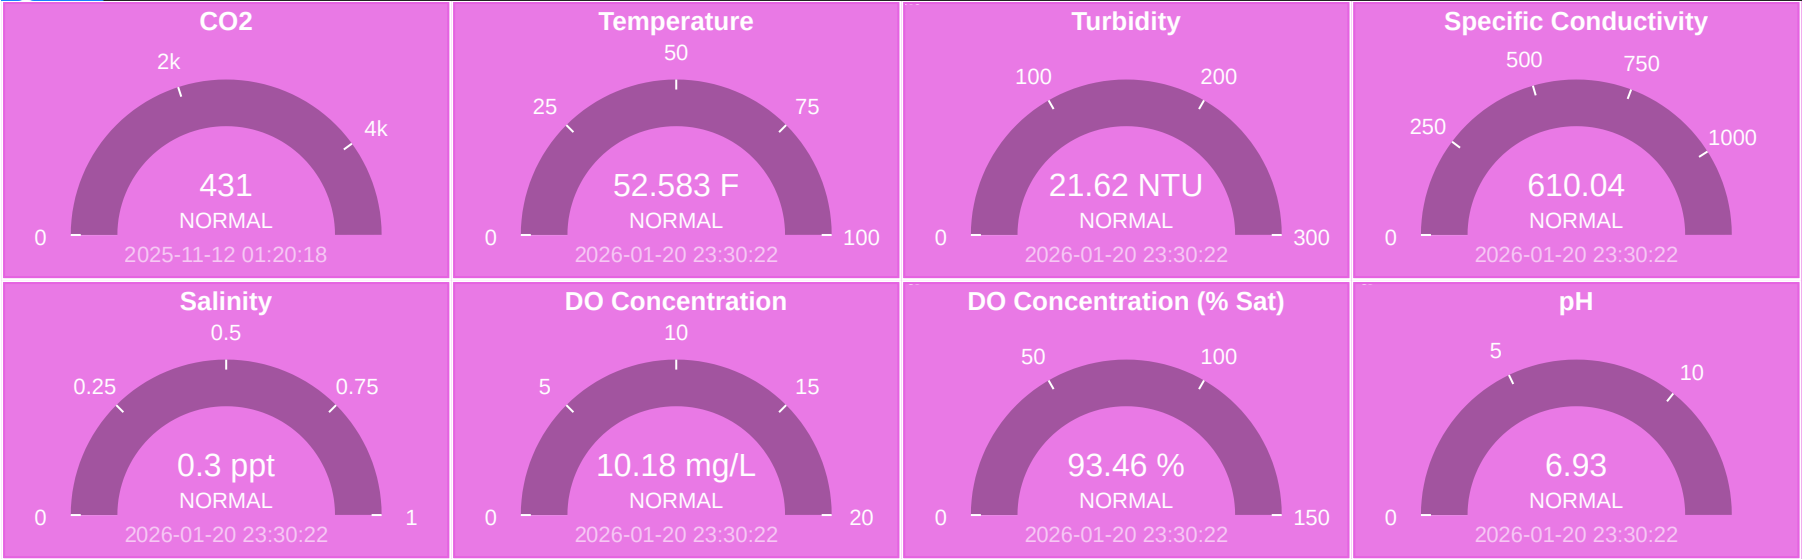 CO2
2k
4k
0
431
NORMAL
2025-11-12 01:20:18
Temperature
50
25
75
0
100
52.583 F
NORMAL
2026-01-20 23:30:22
Turbidity
100
200
0
300
21.62 NTU
NORMAL
2026-01-20 23:30:22
Specific Conductivity
500
750
250
1000
0
610.04
NORMAL
2026-01-20 23:30:22
Salinity
0.5
0.25
0.75
0
1
0.3 ppt
NORMAL
2026-01-20 23:30:22
DO Concentration
10
5
15
0
20
10.18 mg/L
NORMAL
2026-01-20 23:30:22
DO Concentration (% Sat)
50
100
0
150
93.46 %
NORMAL
2026-01-20 23:30:22
pH
5
10
0
6.93
NORMAL
2026-01-20 23:30:22